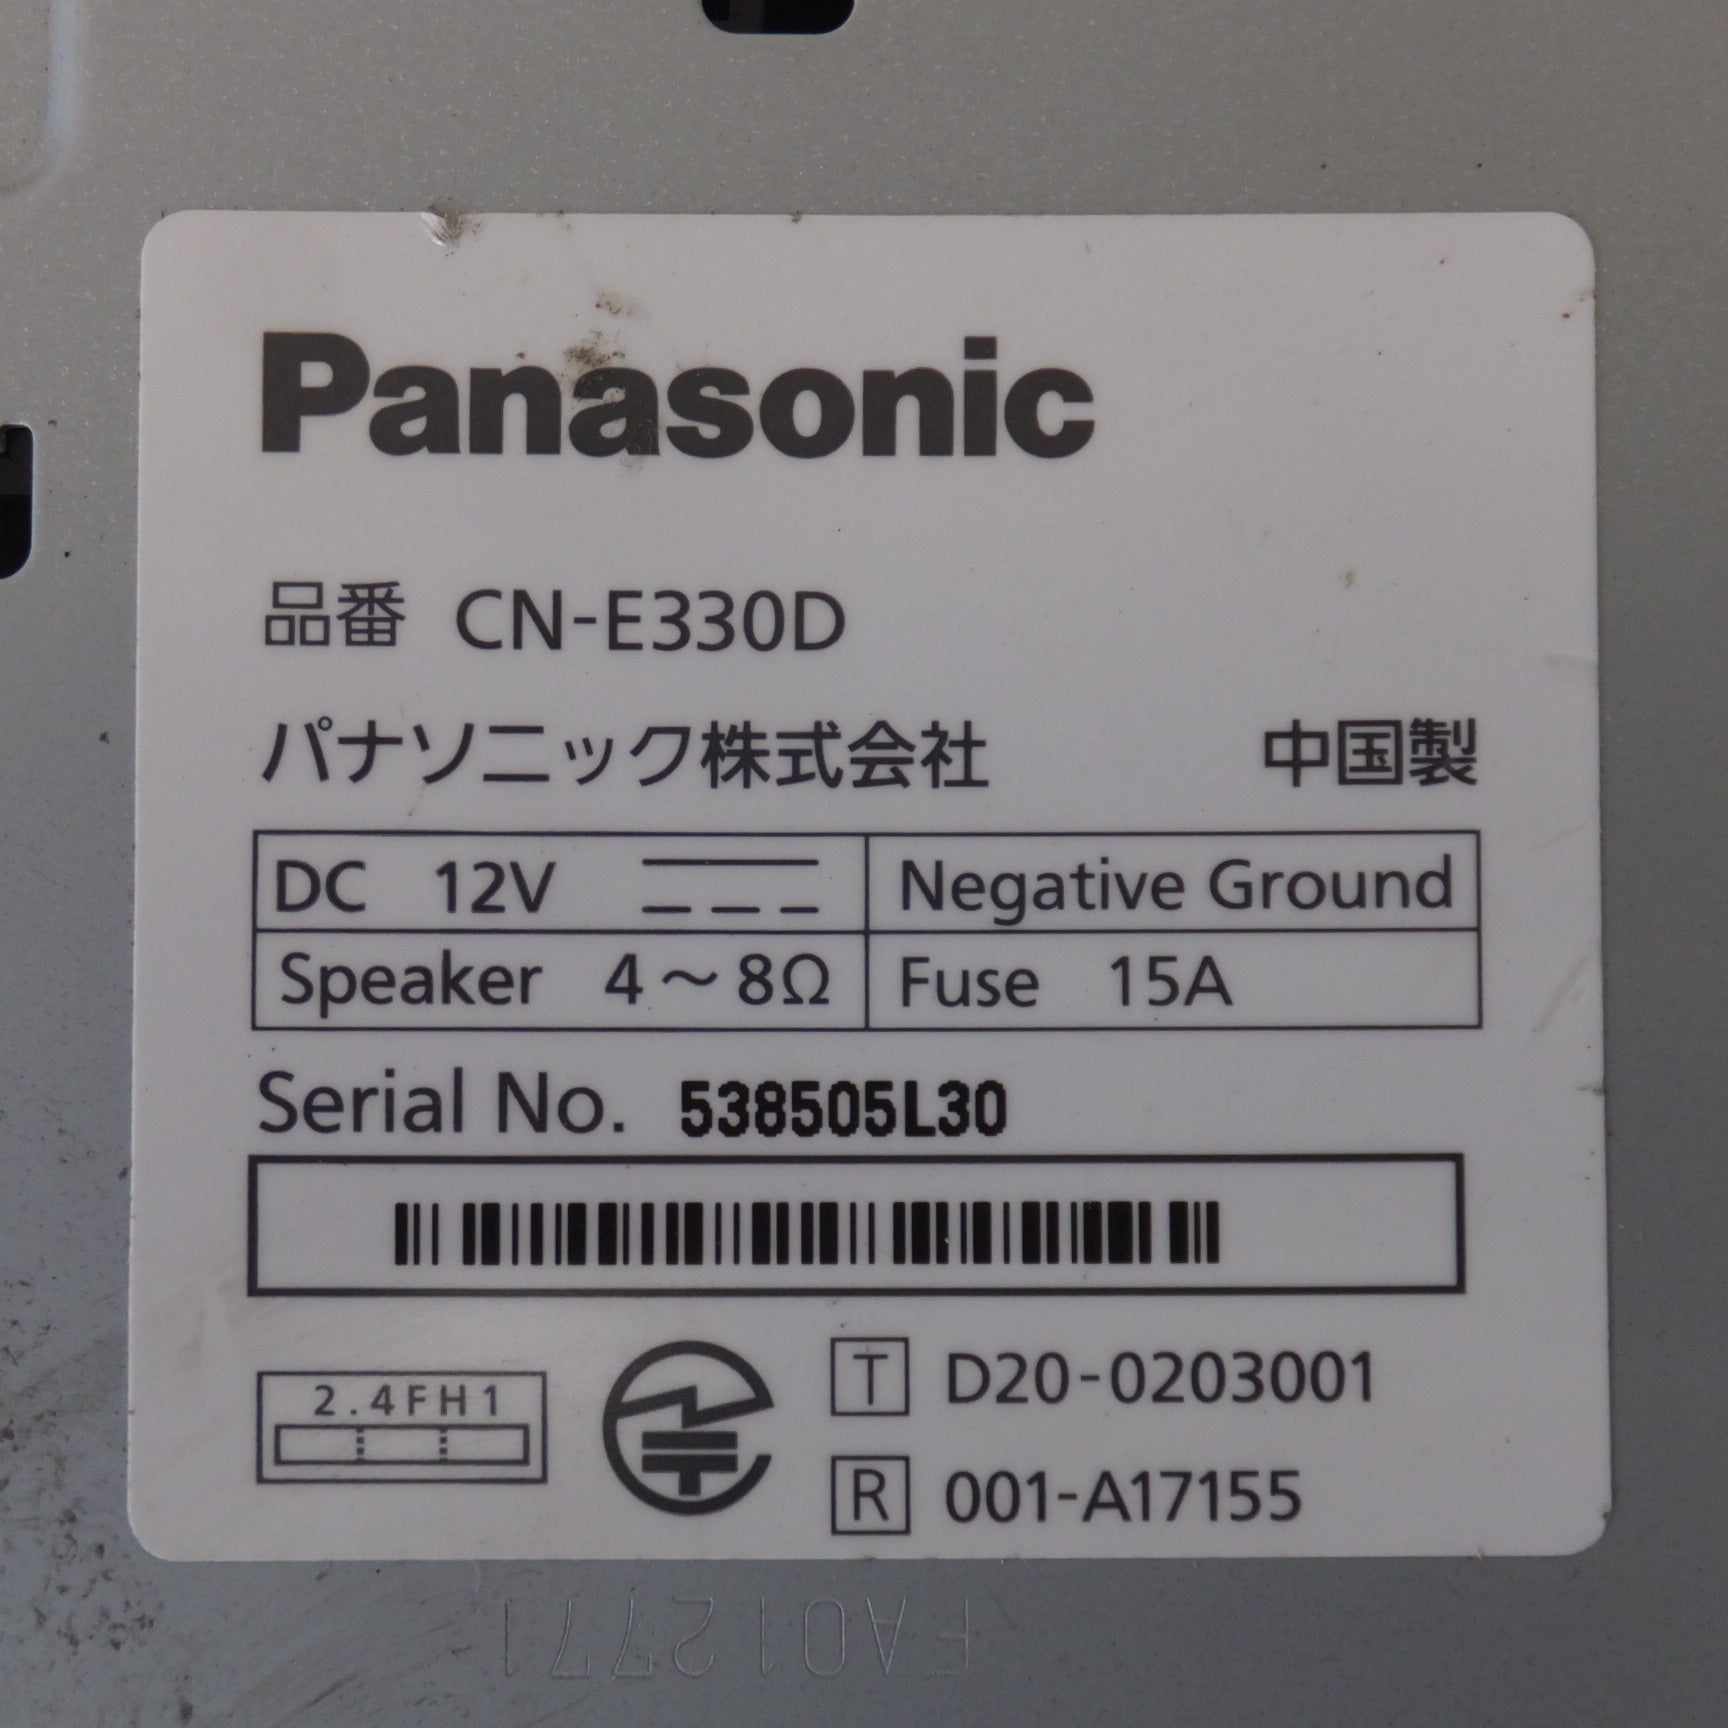 Panasonic
品番 CN-E330D
パナソニック株式会社 中国製
DC 12V Negative Ground
Speaker 4～8Ω Fuse 15A
Serial No. 538505L30
2.4FH1
T D20-0203001
R 001-A17155
FA012771